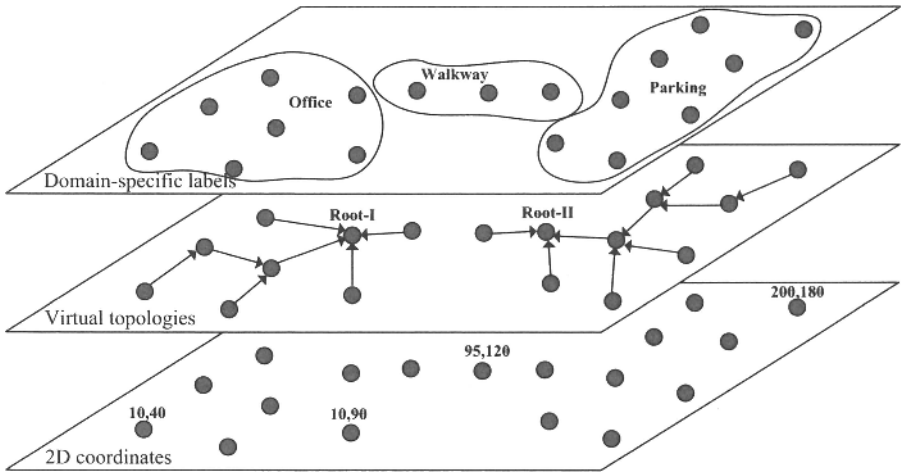 Walkway
Office
Parking
Domain-specific labels
Root-I
Root-II
Virtual topologies
200,180
95,120
10,40
10,90
2D coordinates